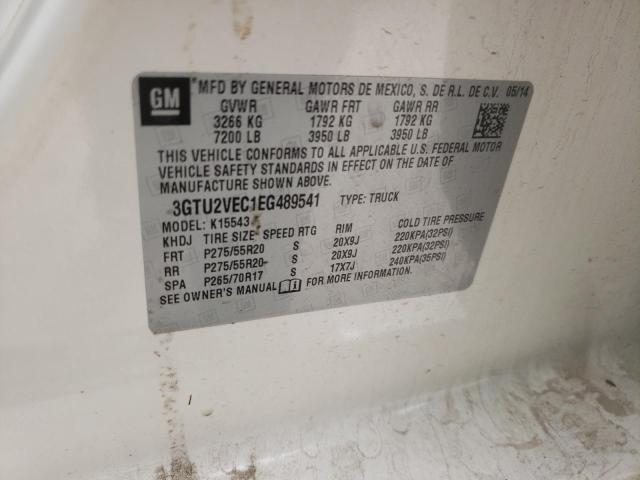 GM
MFD BY GENERAL MOTORS DE MEXICO, S. DE R.L. DE C.V. 05/14
GVWR GAWR FRT GAWR RR
3266 KG 1792 KG 1792 KG
7200 LB 3950 LB 3950 LB
THIS VEHICLE CONFORMS TO ALL APPLICABLE U.S. FEDERAL MOTOR
VEHICLE SAFETY STANDARDS IN EFFECT ON THE DATE OF
MANUFACTURE SHOWN ABOVE.
3GTU2VEC1EG489541 TYPE: TRUCK
MODEL: K15543
KHDJ TIRE SIZE SPEED RTG RIM COLD TIRE PRESSURE
FRT P275/55R20 S 20X9J 220KPA(32PSI)
RR P275/55R20 S 20X9J 220KPA(32PSI)
SPA P265/70R17 S 17X7J 240KPA(35PSI)
SEE OWNER'S MANUAL FOR MORE INFORMATION.